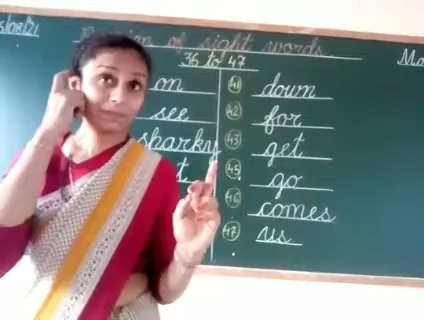 of sight words
36 to 47
on
see
sharky
41 down
42 for
43 get
45 go
46 comes
47 us